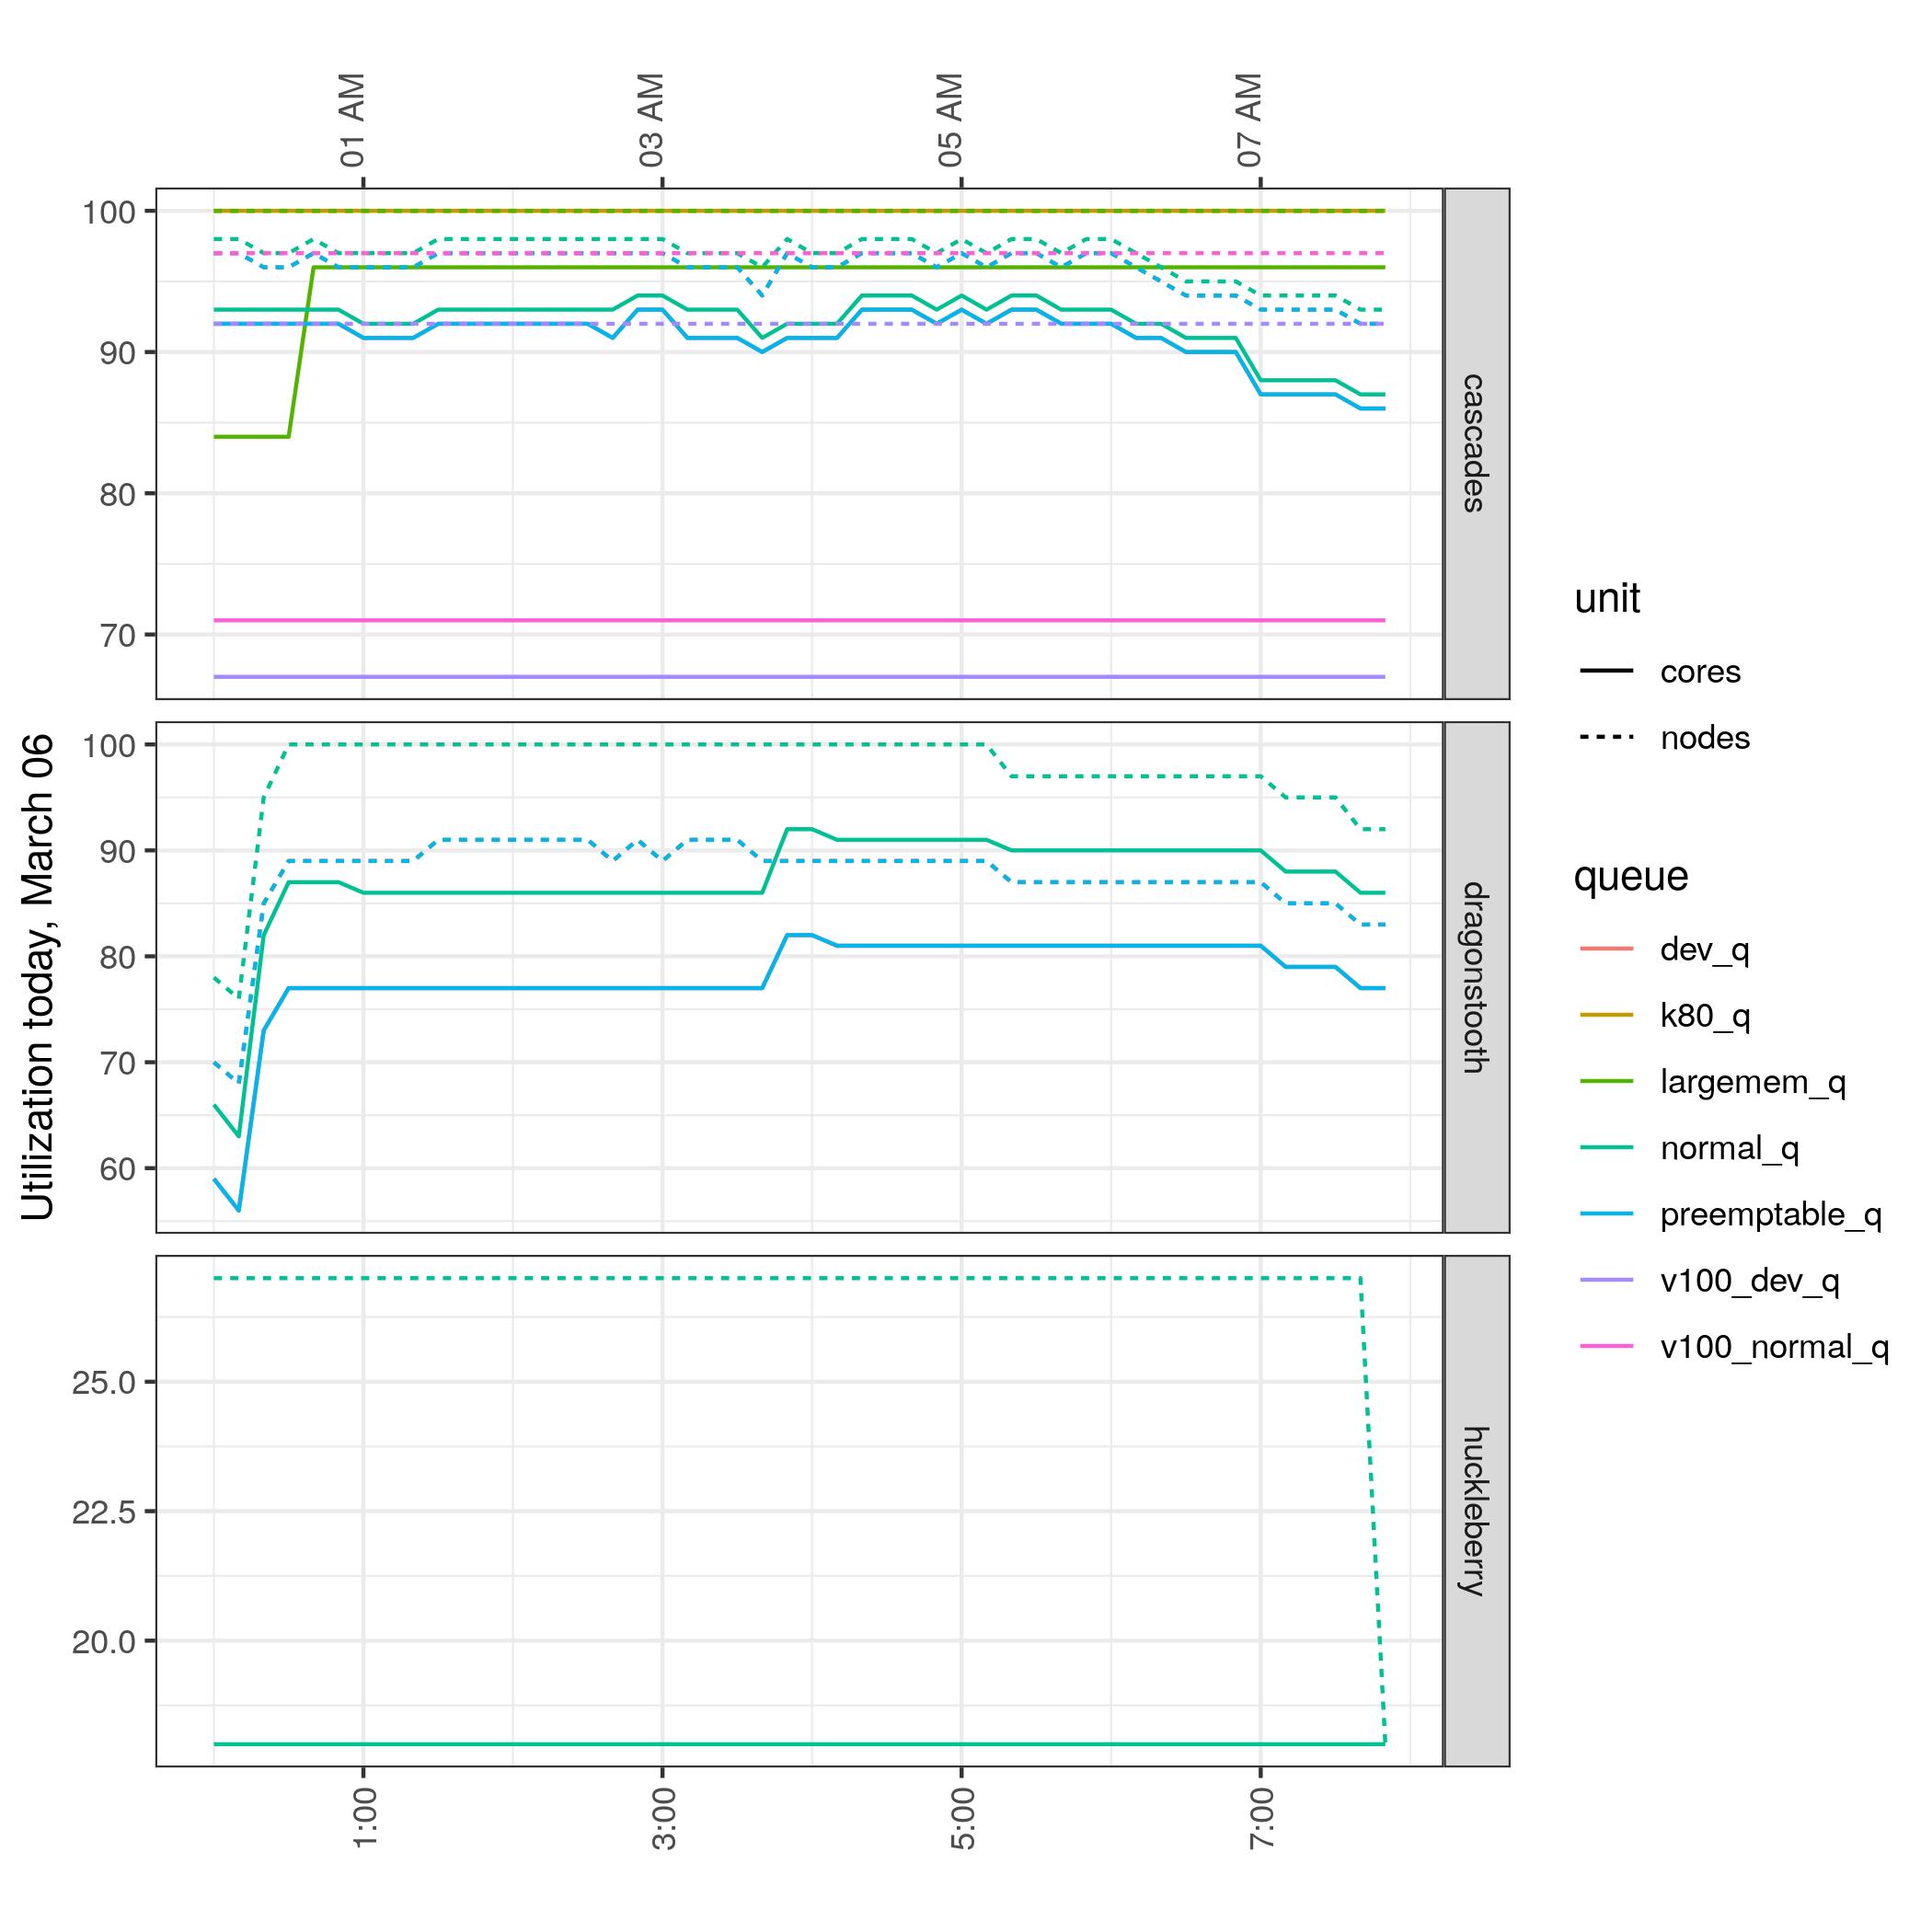 01 AM
03 AM
05 AM
07 AM
Utilization today, March 06
100
90
80
70
cascades
100
90
80
70
60
dragonstooth
25.0
22.5
20.0
huckleberry
1:00
3:00
5:00
7:00
unit
cores
nodes
queue
dev_q
k80_q
largemem_q
normal_q
preemptable_q
v100_dev_q
v100_normal_q